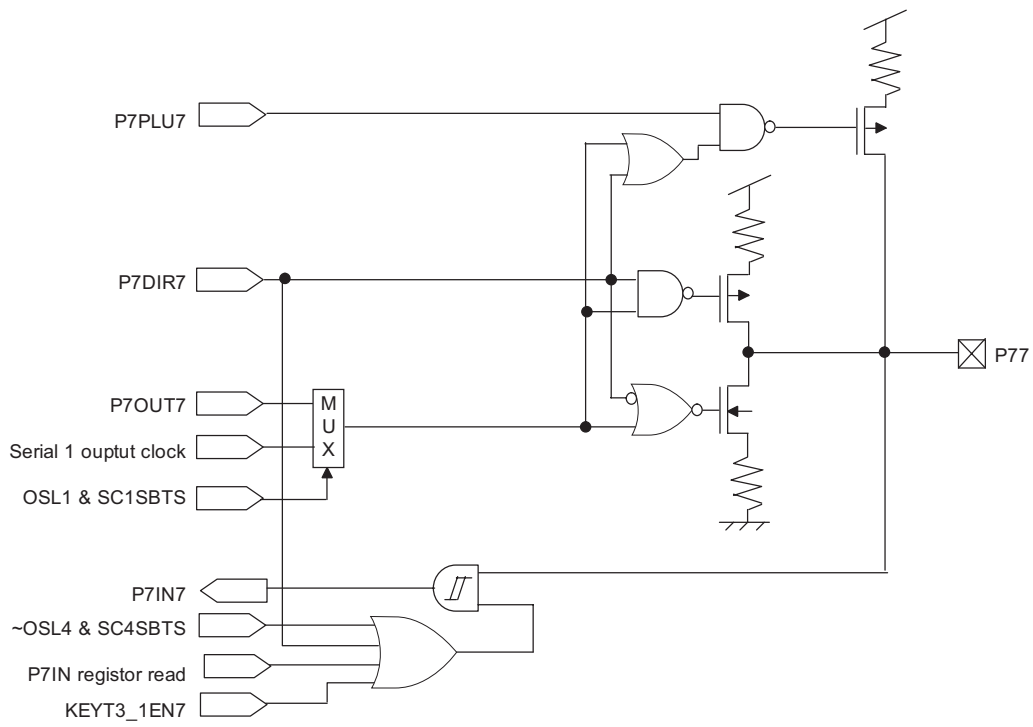 P7PLU7
P7DIR7
P7OUT7
M
U
X
Serial 1 ouptut clock
OSL1 & SC1SBTS
P77
P7IN7
~OSL4 & SC4SBTS
P7IN registor read
KEYT3_1EN7